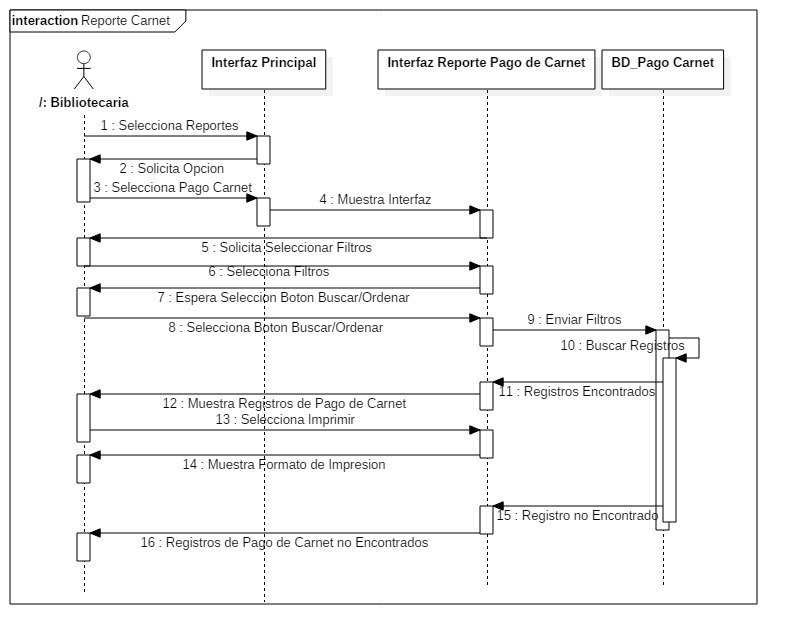 interaction Reporte Carnet
Interfaz Principal
Interfaz Reporte Pago de Carnet
BD_Pago Carnet
/: Bibliotecaria
1 : Selecciona Reportes
2 : Solicita Opcion
3 : Selecciona Pago Carnet
4 : Muestra Interfaz
5 : Solicita Seleccionar Filtros
6 : Selecciona Filtros
7 : Espera Seleccion Boton Buscar/Ordenar
8 : Selecciona Boton Buscar/Ordenar
9 : Enviar Filtros
10 : Buscar Registros
11 : Registros Encontrados
12 : Muestra Registros de Pago de Carnet
13 : Selecciona Imprimir
14 : Muestra Formato de Impresion
15 : Registro no Encontrado
16 : Registros de Pago de Carnet no Encontrados